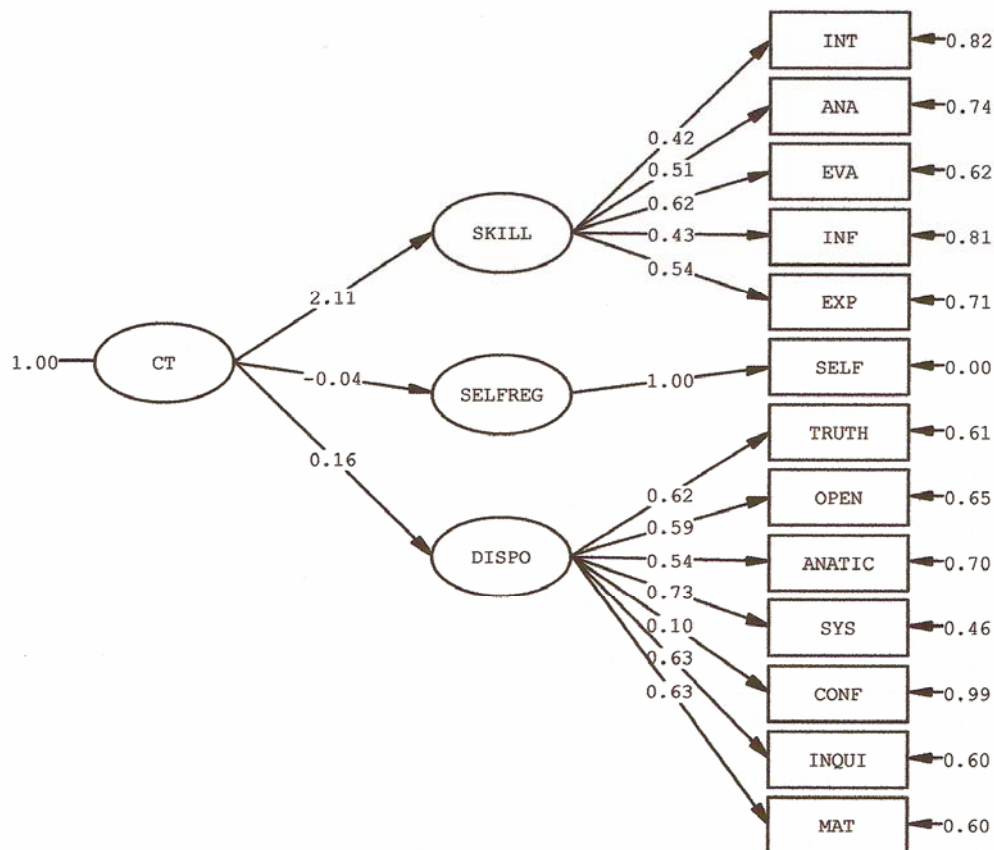 INT
0.82
ANA
0.74
0.42
0.51
EVA
0.62
0.62
SKILL
0.43
INF
0.81
0.54
EXP
0.71
2.11
1.00
CT
SELF
0.00
-0.04
1.00
SELFREG
TRUTH
0.61
0.16
0.62
OPEN
0.65
0.59
DISPO
0.54
ANATIC
0.70
0.73
SYS
0.46
0.10
0.63
0.63
CONF
0.99
INQUI
0.60
MAT
0.60